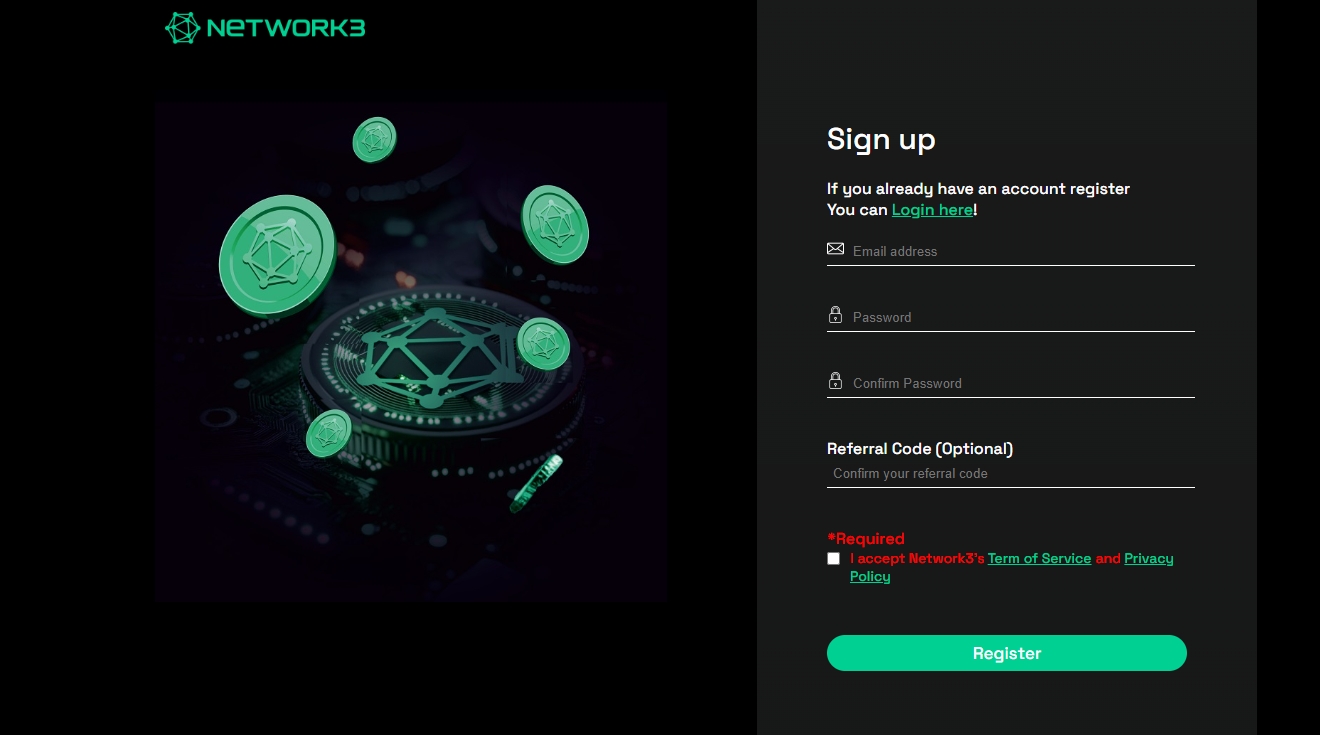 NETWORK3
Sign up
If you already have an account register
You can Login here!
Email address
Password
Confirm Password
Referral Code (Optional)
Confirm your referral code
*Required
I accept Network3's Term of Service and Privacy
Policy
Register